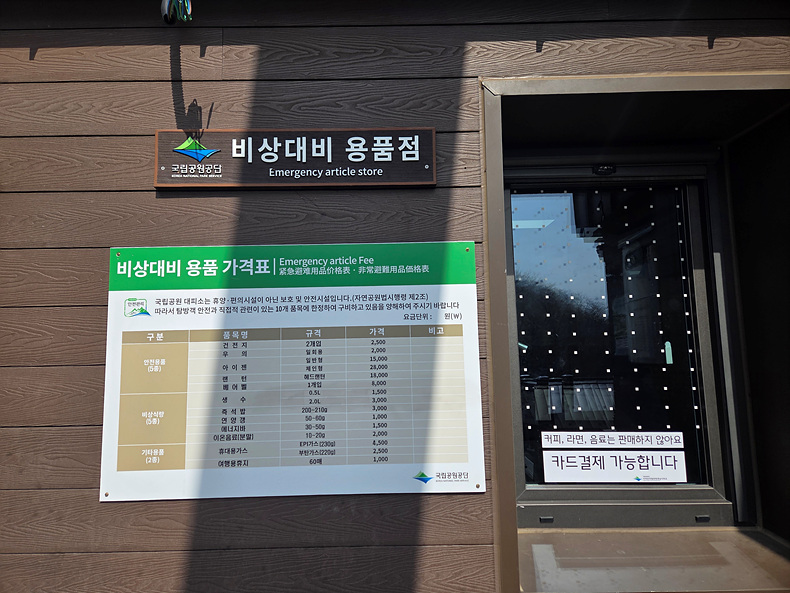 국립공원공단
KOREA NATIONAL PARK SERVICE
비상대비 용품점
Emergency article store
비상대비 용품 가격표
Emergency article Fee
紧急避难用品价格表 · 非常避難用品価格表
안전관리
국립공원 대피소는 휴양·편의시설이 아닌 보호 및 안전시설입니다.(자연공원법시행령 제2조)
따라서 탐방객 안전과 직접적 관련이 있는 10개 품목에 한정하여 구비하고 있음을 양해하여 주시기 바랍니다
요금단위 : 원(W)
구분 품목명 규격 가격 비고
안전용품
(5종)
건전지 2개입 2,500
우의 일회용 2,000
아이젠 일반형 15,000
체인형 28,000
랜턴 헤드랜턴 18,000
베어벨 1개입 8,000
비상식량
(5종)
생수 0.5L 1,500
2.0L 3,000
즉석밥 200~210g 3,000
연양갱 50~60g 1,000
에너지바 30~50g 1,500
이온음료(분말) 10~20g 2,000
기타용품
(2종)
휴대용가스 EPI가스(230g) 4,500
부탄가스(220g) 2,500
여행용휴지 60매 1,000
국립공원공단
커피, 라면, 음료는 판매하지 않아요
카드결제 가능합니다